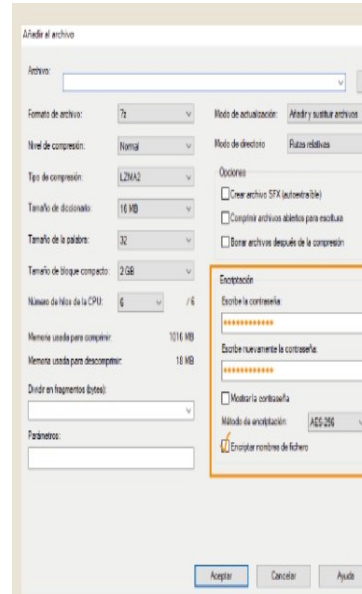 Añadir al archivo
Archivo:
Formato de archivo: 7z
Nivel de compresión: Normal
Tipo de compresión: LZMA2
Tamaño de diccionario: 16 MB
Tamaño de la palabra: 32
Tamaño de bloque compacto: 2 GB
Número de hilos de la CPU: 6 / 6
Memoria usada para comprimir: 1016 MB
Memoria usada para descomprimir: 18 MB
Dividir en fragmentos (bytes):
Parámetros:
Modo de actualización: Añadir y sustituir archivos
Modo de directorio Rutas relativas
Opciones
Crear archivo SFX (autoextraíble)
Comprimir archivos abiertos para escritura
Borrar archivos después de la compresión
Encriptación
Escribe la contraseña:
************
Escribe nuevamente la contraseña:
************
Mostrar la contraseña
Método de encriptación: AES-256
Encriptar nombres de fichero
Aceptar Cancelar Ayuda